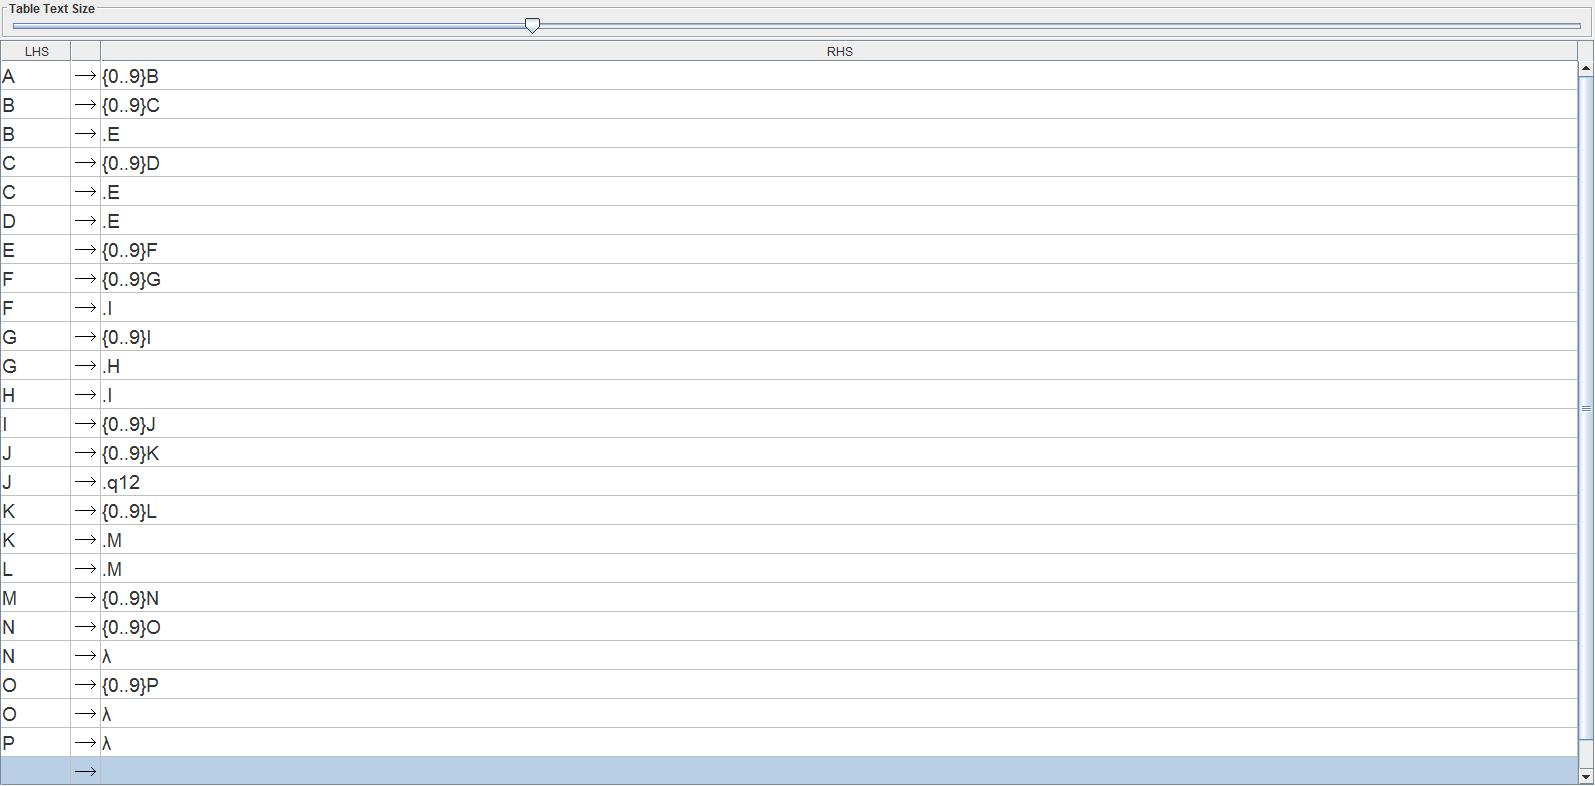 Table Text Size
LHS RHS
A → {0..9}B
B → {0..9}C
B → .E
C → {0..9}D
C → .E
D → .E
E → {0..9}F
F → {0..9}G
F → .I
G → {0..9}I
G → .H
H → .I
I → {0..9}J
J → {0..9}K
J → .q12
K → {0..9}L
K → .M
L → .M
M → {0..9}N
N → {0..9}O
N → λ
O → {0..9}P
O → λ
P → λ
→